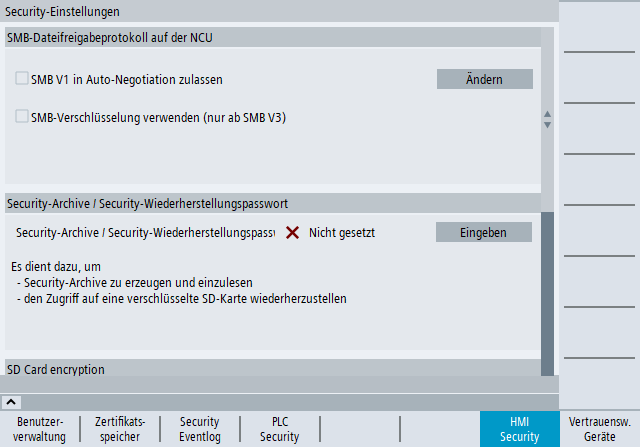 Security-Einstellungen
SMB-Dateifreigabeprotokoll auf der NCU
SMB V1 in Auto-Negotiation zulassen
Ändern
SMB-Verschlüsselung verwenden (nur ab SMB V3)
Security-Archive / Security-Wiederherstellungspasswort
Security-Archive / Security-Wiederherstellungspassw
Nicht gesetzt
Eingeben
Es dient dazu, um
- Security-Archive zu erzeugen und einzulesen
- den Zugriff auf eine verschlüsselte SD-Karte wiederherzustellen
SD Card encryption
Benutzer-
verwaltung
Zertifikats-
speicher
Security
Eventlog
PLC
Security
HMI
Security
Vertrauensw.
Geräte